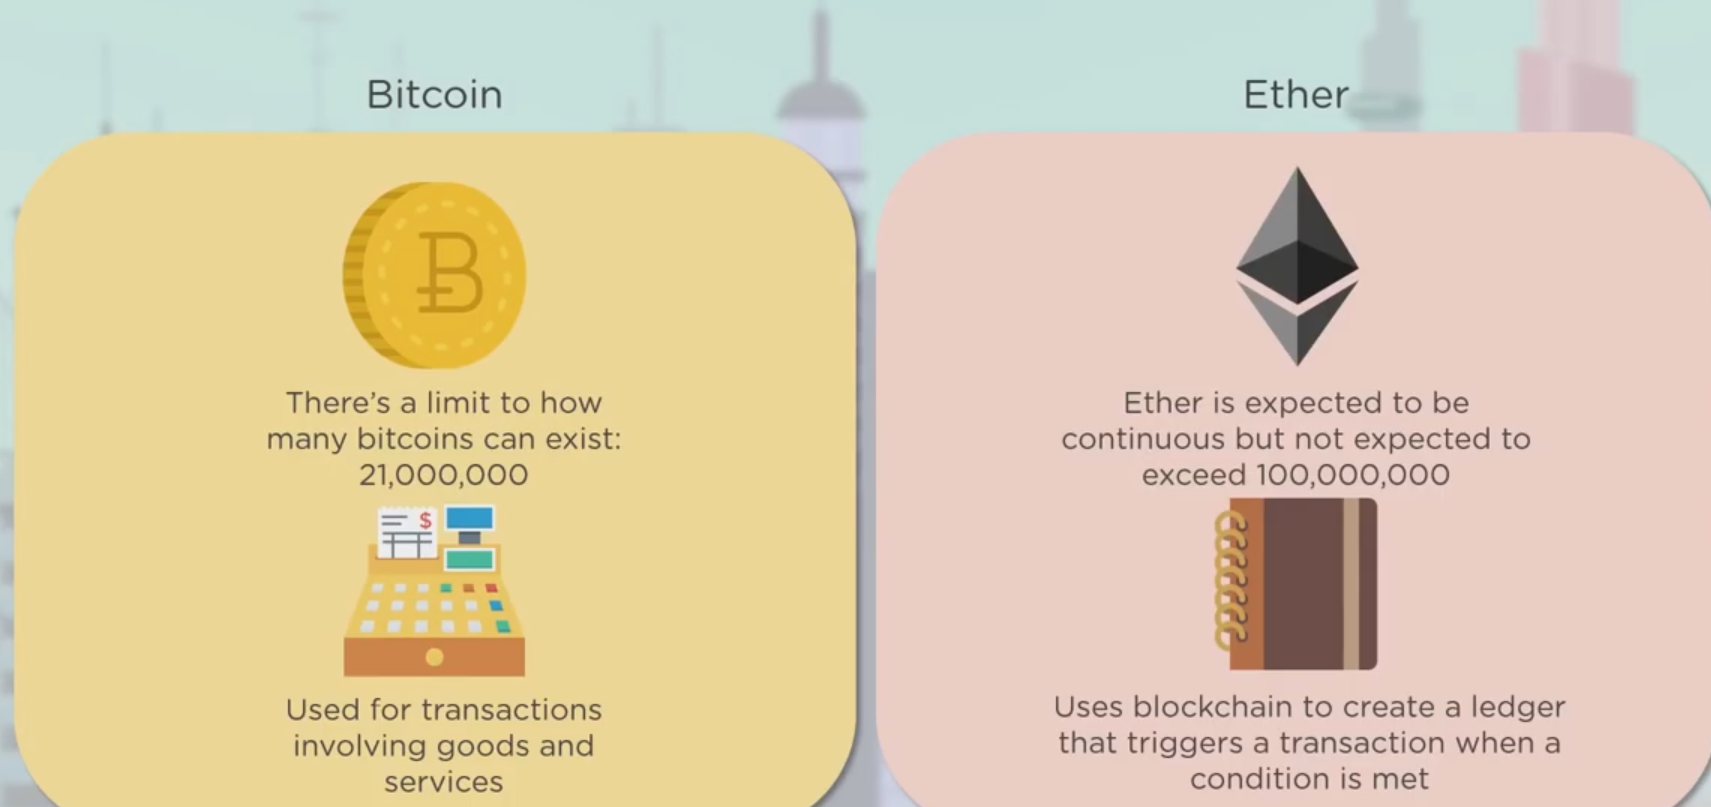 Bitcoin
There's a limit to how
many bitcoins can exist:
21,000,000
$
Used for transactions
involving goods and
services
Ether
Ether is expected to be
continuous but not expected to
exceed 100,000,000
Uses blockchain to create a ledger
that triggers a transaction when a
condition is met